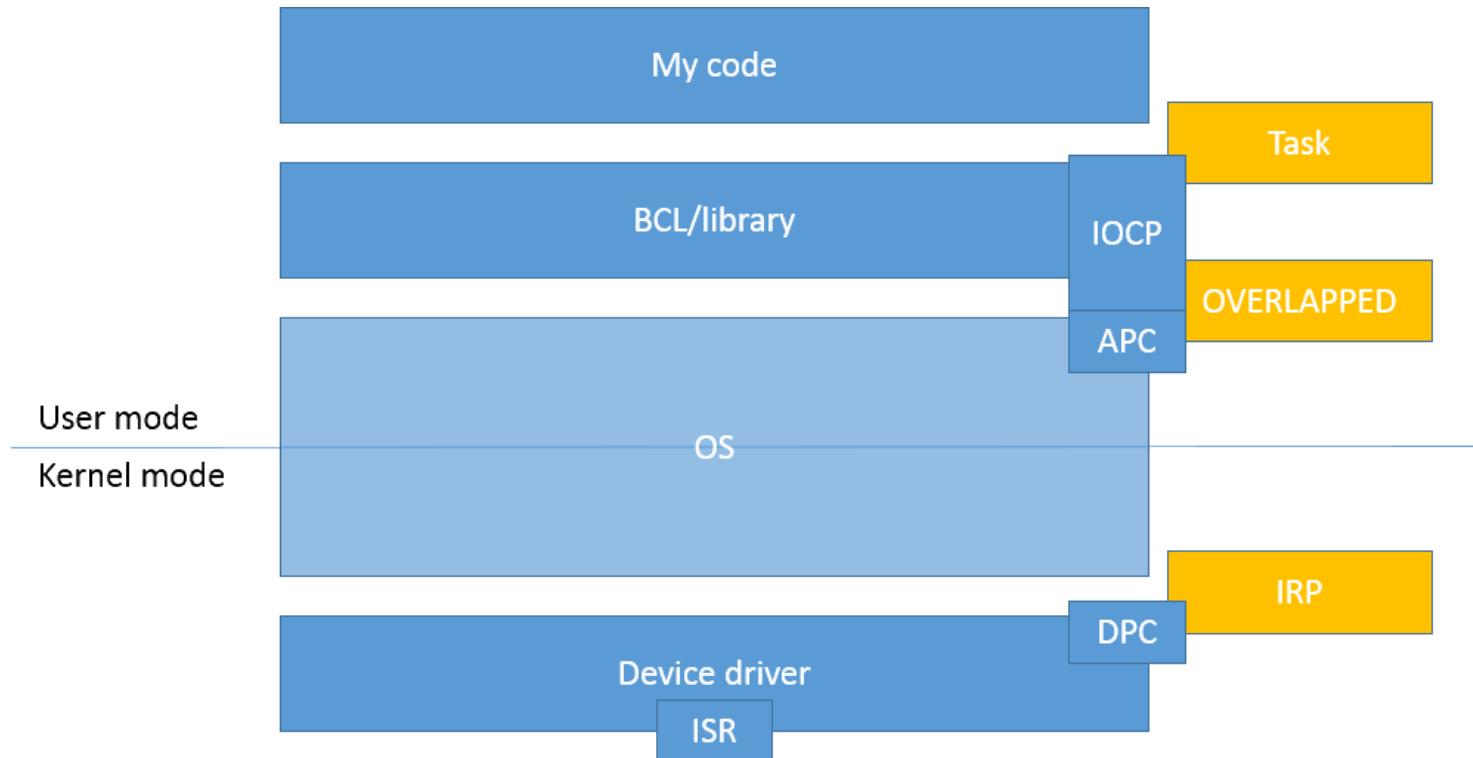 My code
Task
BCL/library
IOCP
OVERLAPPED
APC
User mode
OS
Kernel mode
IRP
DPC
Device driver
ISR